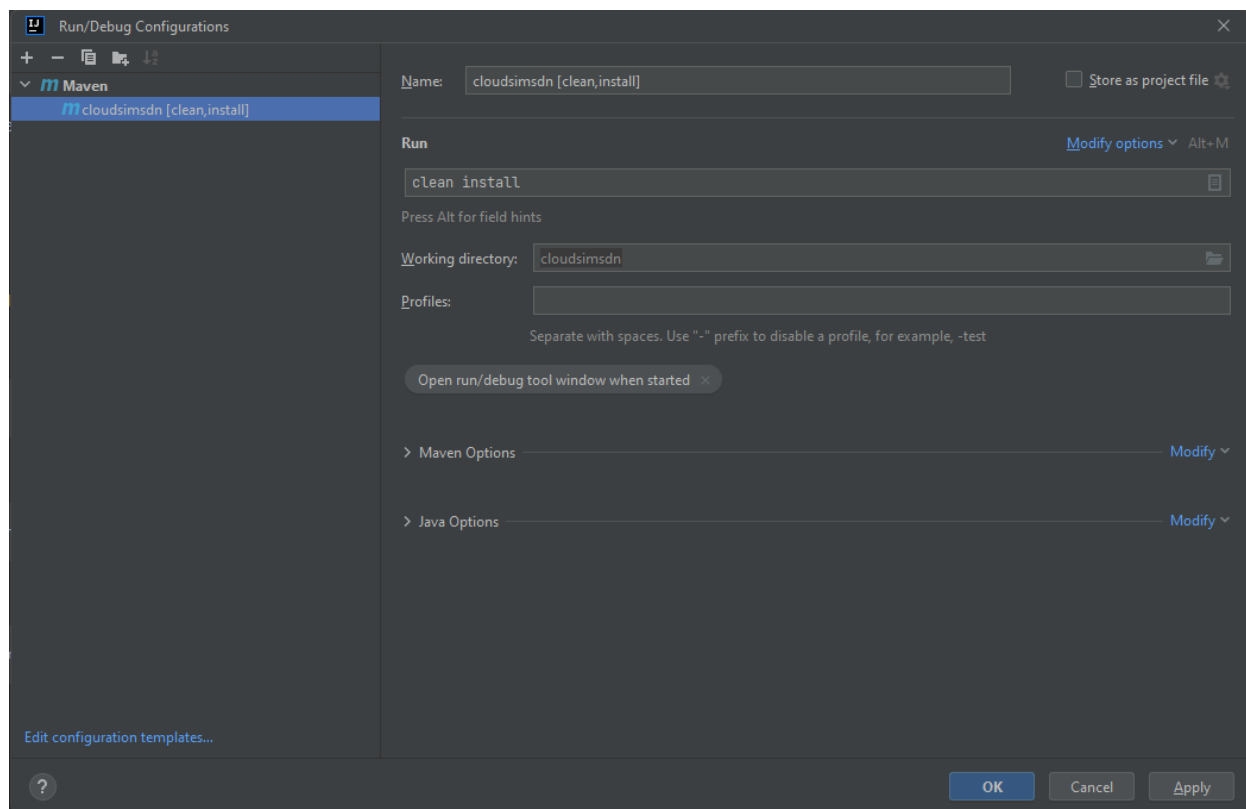 Run/Debug Configurations
Maven
cloudsimsdn [clean,install]
Name: cloudsimsdn [clean,install] Store as project file
Run Modify options Alt+M
clean install
Press Alt for field hints
Working directory: cloudsimsdn
Profiles:
Separate with spaces. Use "-" prefix to disable a profile, for example, -test
Open run/debug tool window when started ×
Maven Options Modify
Java Options Modify
Edit configuration templates...
? OK Cancel Apply